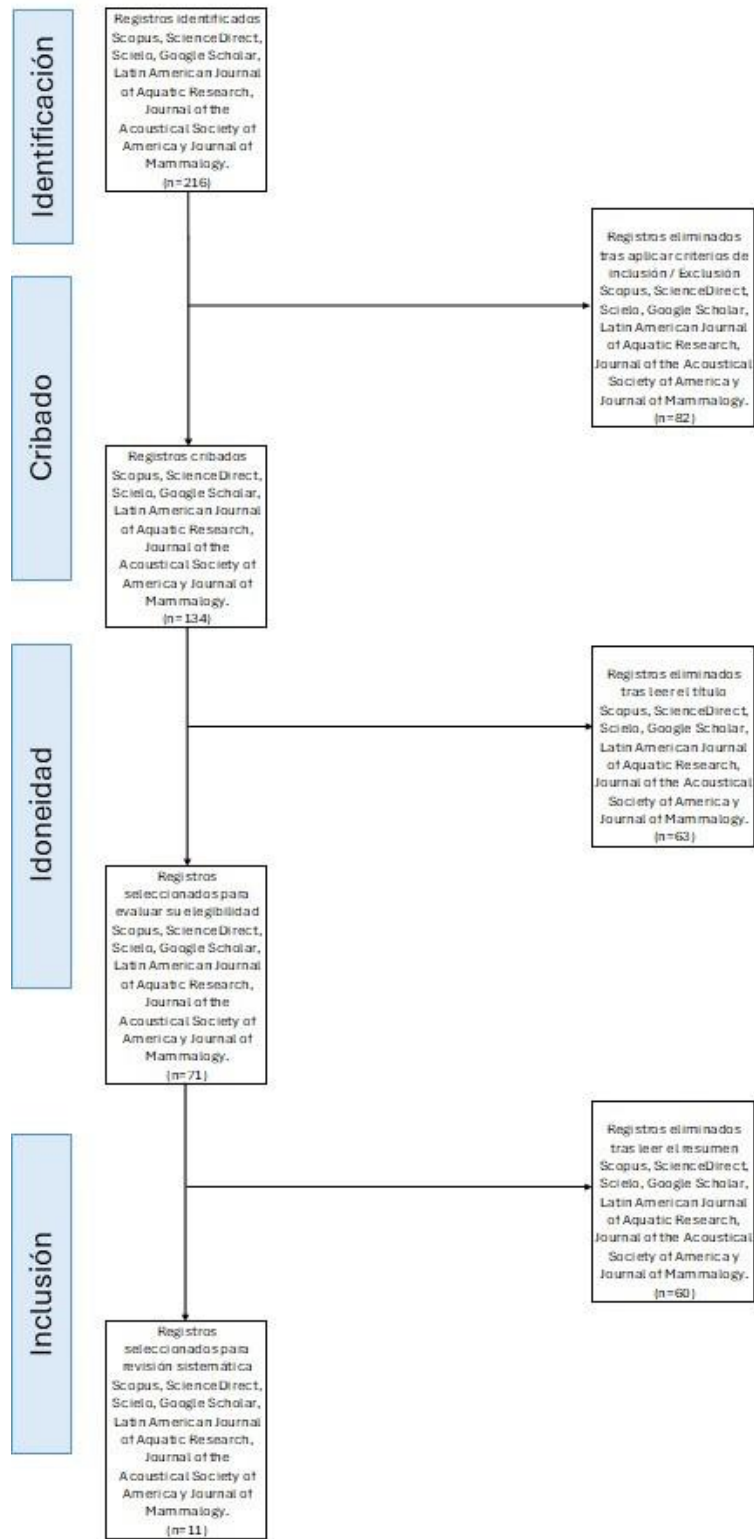 Identificación
Registros identificados
Scopus, ScienceDirect,
Scielo, Google Scholar,
Latin American Journal
of Aquatic Research,
Journal of the
Acoustical Society of
America y Journal of
Mammalogy.
(n=216)
Registros eliminados
tras aplicar criterios de
inclusión / Exclusión
Scopus, ScienceDirect,
Scielo, Google Scholar,
Latin American Journal
of Aquatic Research,
Journal of the Acoustical
Society of America y
Journal of Mammalogy.
(n=82)
Cribado
Registros cribados
Scopus, ScienceDirect,
Scielo, Google Scholar,
Latin American Journal
of Aquatic Research,
Journal of the
Acoustical Society of
America y Journal of
Mammalogy.
(n=134)
Idoneidad
Registros eliminados
tras leer el título
Scopus, ScienceDirect,
Scielo, Google Scholar,
Latin American Journal
of Aquatic Research,
Journal of the Acoustical
Society of America y
Journal of Mammalogy.
(n=63)
Registros
seleccionados para
evaluar su elegibilidad
Scopus, ScienceDirect,
Scielo, Google Scholar,
Latin American Journal
of Aquatic Research,
Journal of the
Acoustical Society of
America y Journal of
Mammalogy.
(n=71)
Inclusión
Registros eliminados
tras leer el resumen
Scopus, ScienceDirect,
Scielo, Google Scholar,
Latin American Journal
of Aquatic Research,
Journal of the Acoustical
Society of America y
Journal of Mammalogy.
(n=60)
Registros
seleccionados para
revisión sistemática
Scopus, ScienceDirect,
Scielo, Google Scholar,
Latin American Journal
of Aquatic Research,
Journal of the
Acoustical Society of
America y Journal of
Mammalogy.
(n=11)